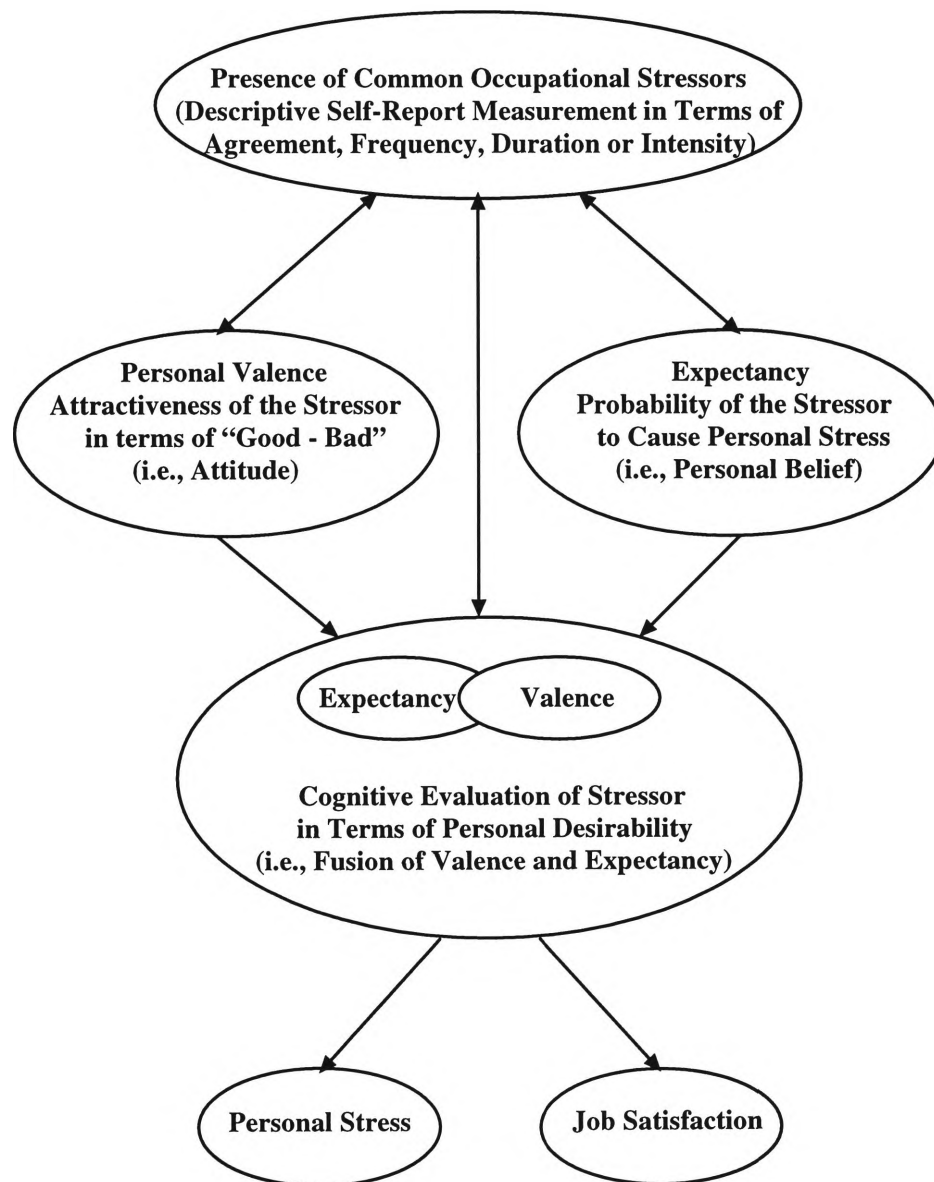 Presence of Common Occupational Stressors
(Descriptive Self-Report Measurement in Terms of
Agreement, Frequency, Duration or Intensity)
Personal Valence
Attractiveness of the Stressor
in terms of “Good - Bad”
(i.e., Attitude)
Expectancy
Probability of the Stressor
to Cause Personal Stress
(i.e., Personal Belief)
Expectancy
Valence
Cognitive Evaluation of Stressor
in Terms of Personal Desirability
(i.e., Fusion of Valence and Expectancy)
Personal Stress
Job Satisfaction